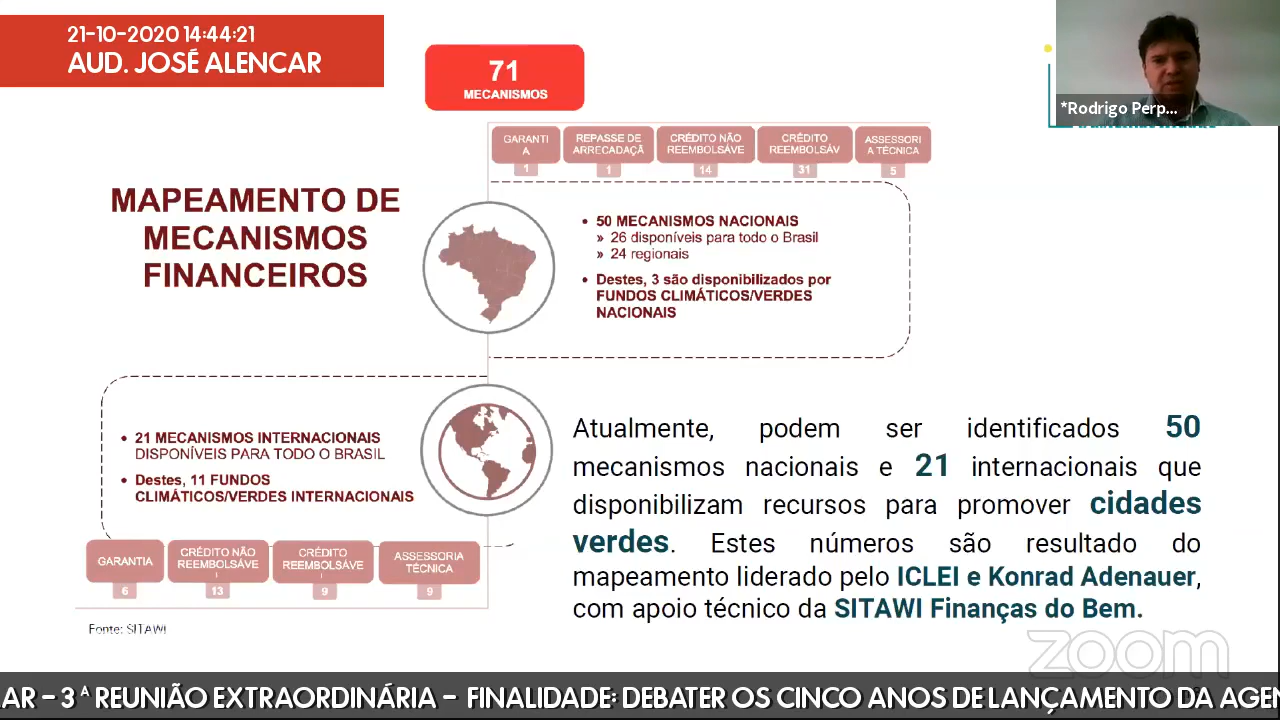 21-10-2020 14:44:21
AUD. JOSÉ ALENCAR
*Rodrigo Perp...
71
MECANISMOS
GARANTI
A
1
REPASSE DE
ARRECADAÇÃ
1
CRÉDITO NÃO
REEMBOLSÁVE
14
CRÉDITO
REEMBOLSÁV
31
ASSESSORI
A TÉCNICA
5
MAPEAMENTO DE
MECANISMOS
FINANCEIROS
• 50 MECANISMOS NACIONAIS
» 26 disponíveis para todo o Brasil
» 24 regionais
• Destes, 3 são disponibilizados por
FUNDOS CLIMÁTICOS/VERDES
NACIONAIS
• 21 MECANISMOS INTERNACIONAIS
DISPONÍVEIS PARA TODO O BRASIL
• Destes, 11 FUNDOS
CLIMÁTICOS/VERDES INTERNACIONAIS
GARANTIA
6
CRÉDITO NÃO
REEMBOLSÁVE
l
13
CRÉDITO
REEMBOLSÁVE
l
9
ASSESSORIA
TÉCNICA
9
Fonte: SITAWI
Atualmente, podem ser identificados 50
mecanismos nacionais e 21 internacionais que
disponibilizam recursos para promover cidades
verdes. Estes números são resultado do
mapeamento liderado pelo ICLEI e Konrad Adenauer,
com apoio técnico da SITAWI Finanças do Bem.
zoom
AR – 3ª REUNIÃO EXTRAORDINÁRIA – FINALIDADE: DEBATER OS CINCO ANOS DE LANÇAMENTO DA AGEN